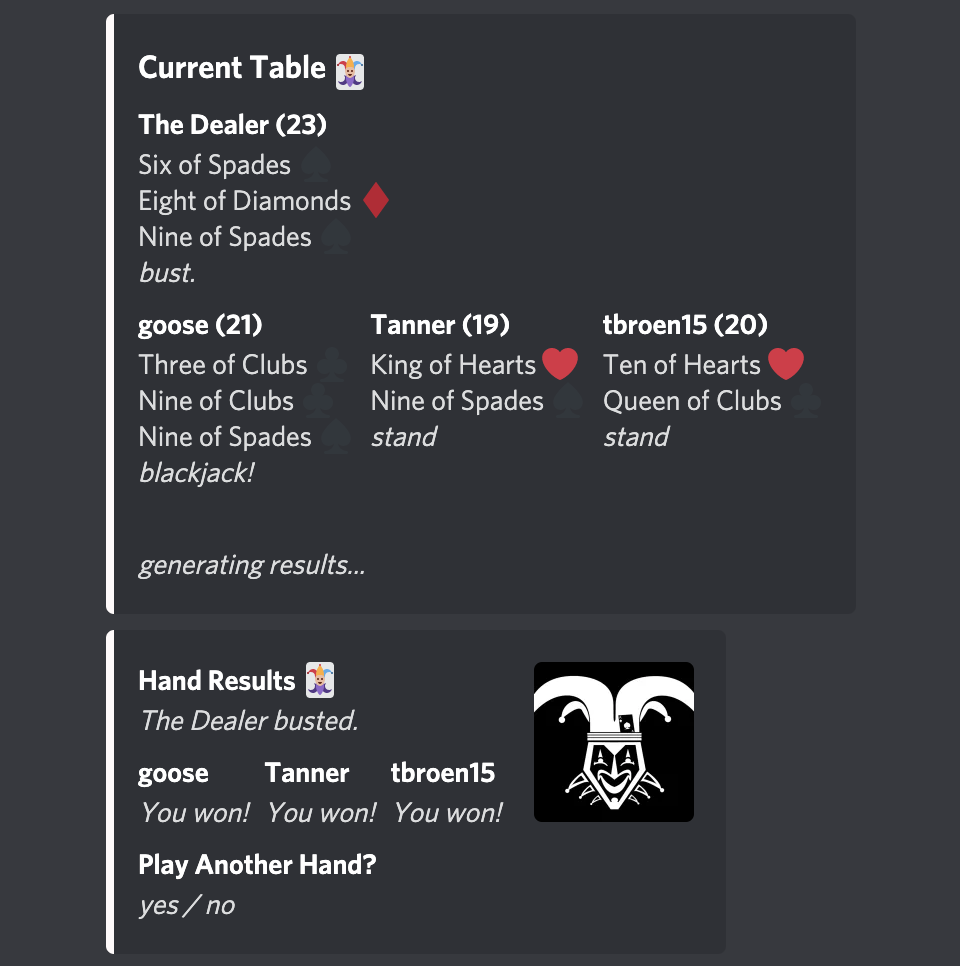 Current Table
The Dealer (23)
Six of Spades
Eight of Diamonds
Nine of Spades
bust.
goose (21)
Three of Clubs
Nine of Clubs
Nine of Spades
blackjack!
Tanner (19)
King of Hearts
Nine of Spades
stand
tbroen15 (20)
Ten of Hearts
Queen of Clubs
stand
generating results...
Hand Results
The Dealer busted.
goose
You won!
Tanner
You won!
tbroen15
You won!
Play Another Hand?
yes / no